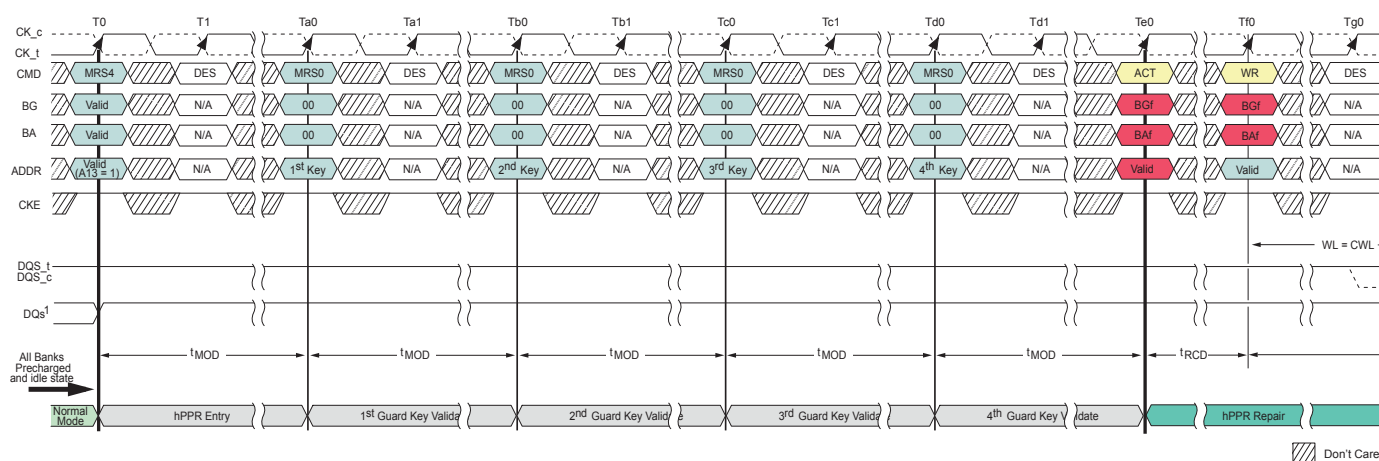 T0 T1 Ta0 Ta1 Tb0 Tb1 Tc0 Tc1 Td0 Td1 Te0 Tf0 Tg0
CK_c
CK_t
CMD MRS4 DES MRS0 DES MRS0 DES MRS0 DES MRS0 DES ACT WR DES
BG Valid N/A 00 N/A 00 N/A 00 N/A 00 N/A BGf BGf N/A
BA Valid N/A 00 N/A 00 N/A 00 N/A 00 N/A BAf BAf N/A
ADDR Valid (A13 = 1) N/A 1st Key N/A 2nd Key N/A 3rd Key N/A 4th Key N/A Valid Valid N/A
CKE
WL = CWL
DQS_t
DQS_c
DQs1
tMOD tMOD tMOD tMOD tMOD tRCD
All Banks
Precharged
and idle state
Normal Mode hPPR Entry 1st Guard Key Valida 2nd Guard Key Valid e 3rd Guard Key Valida 4th Guard Key V idate hPPR Repair
Don't Care